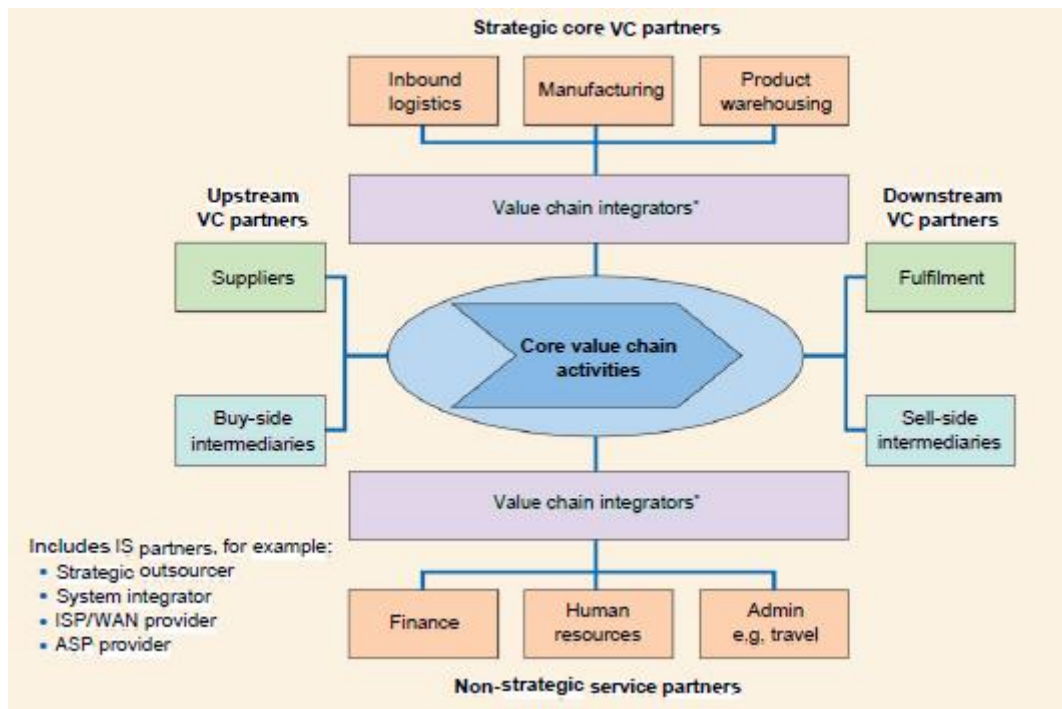 Strategic core VC partners
Inbound
logistics
Manufacturing
Product
warehousing
Upstream
VC partners
Value chain integrators*
Downstream
VC partners
Suppliers
Fulfilment
Core value chain
activities
Buy-side
intermediaries
Sell-side
intermediaries
Value chain integrators*
Includes IS partners, for example:
• Strategic outsourcer
• System integrator
• ISP/WAN provider
• ASP provider
Finance
Human
resources
Admin
e,g, travel
Non-strategic service partners